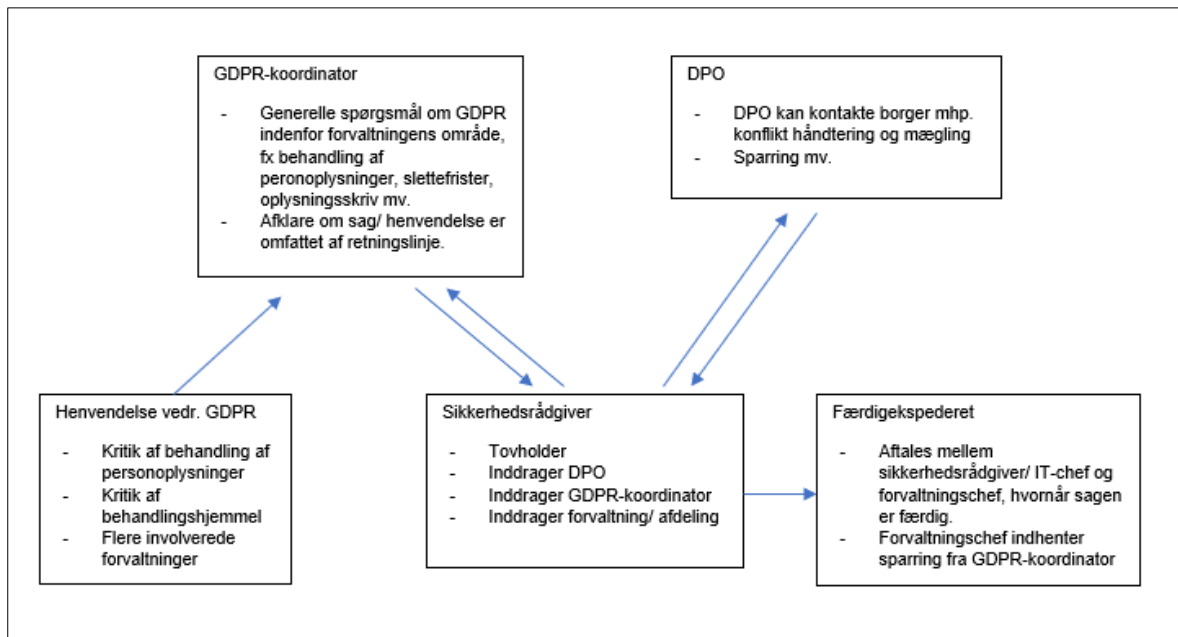 GDPR-koordinator
- Generelle spørgsmål om GDPR
indenfor forvaltningens område,
fx behandling af
peronoplysninger, slettefrister,
oplysningsskriv mv.
- Afklare om sag/ henvendelse er
omfattet af retningslinje.
DPO
- DPO kan kontakte borger mhp.
konflikt håndtering og mægling
- Sparring mv.
Henvendelse vedr. GDPR
- Kritik af behandling af
personoplysninger
- Kritik af
behandlingshjemmel
- Flere involverede
forvaltninger
Sikkerhedsrådgiver
- Tovholder
- Inddrager DPO
- Inddrager GDPR-koordinator
- Inddrager forvaltning/ afdeling
Færdigekspederet
- Aftales mellem
sikkerhedsrådgiver/ IT-chef og
forvaltningschef, hvornår sagen
er færdig.
- Forvaltningschef indhenter
sparring fra GDPR-koordinator